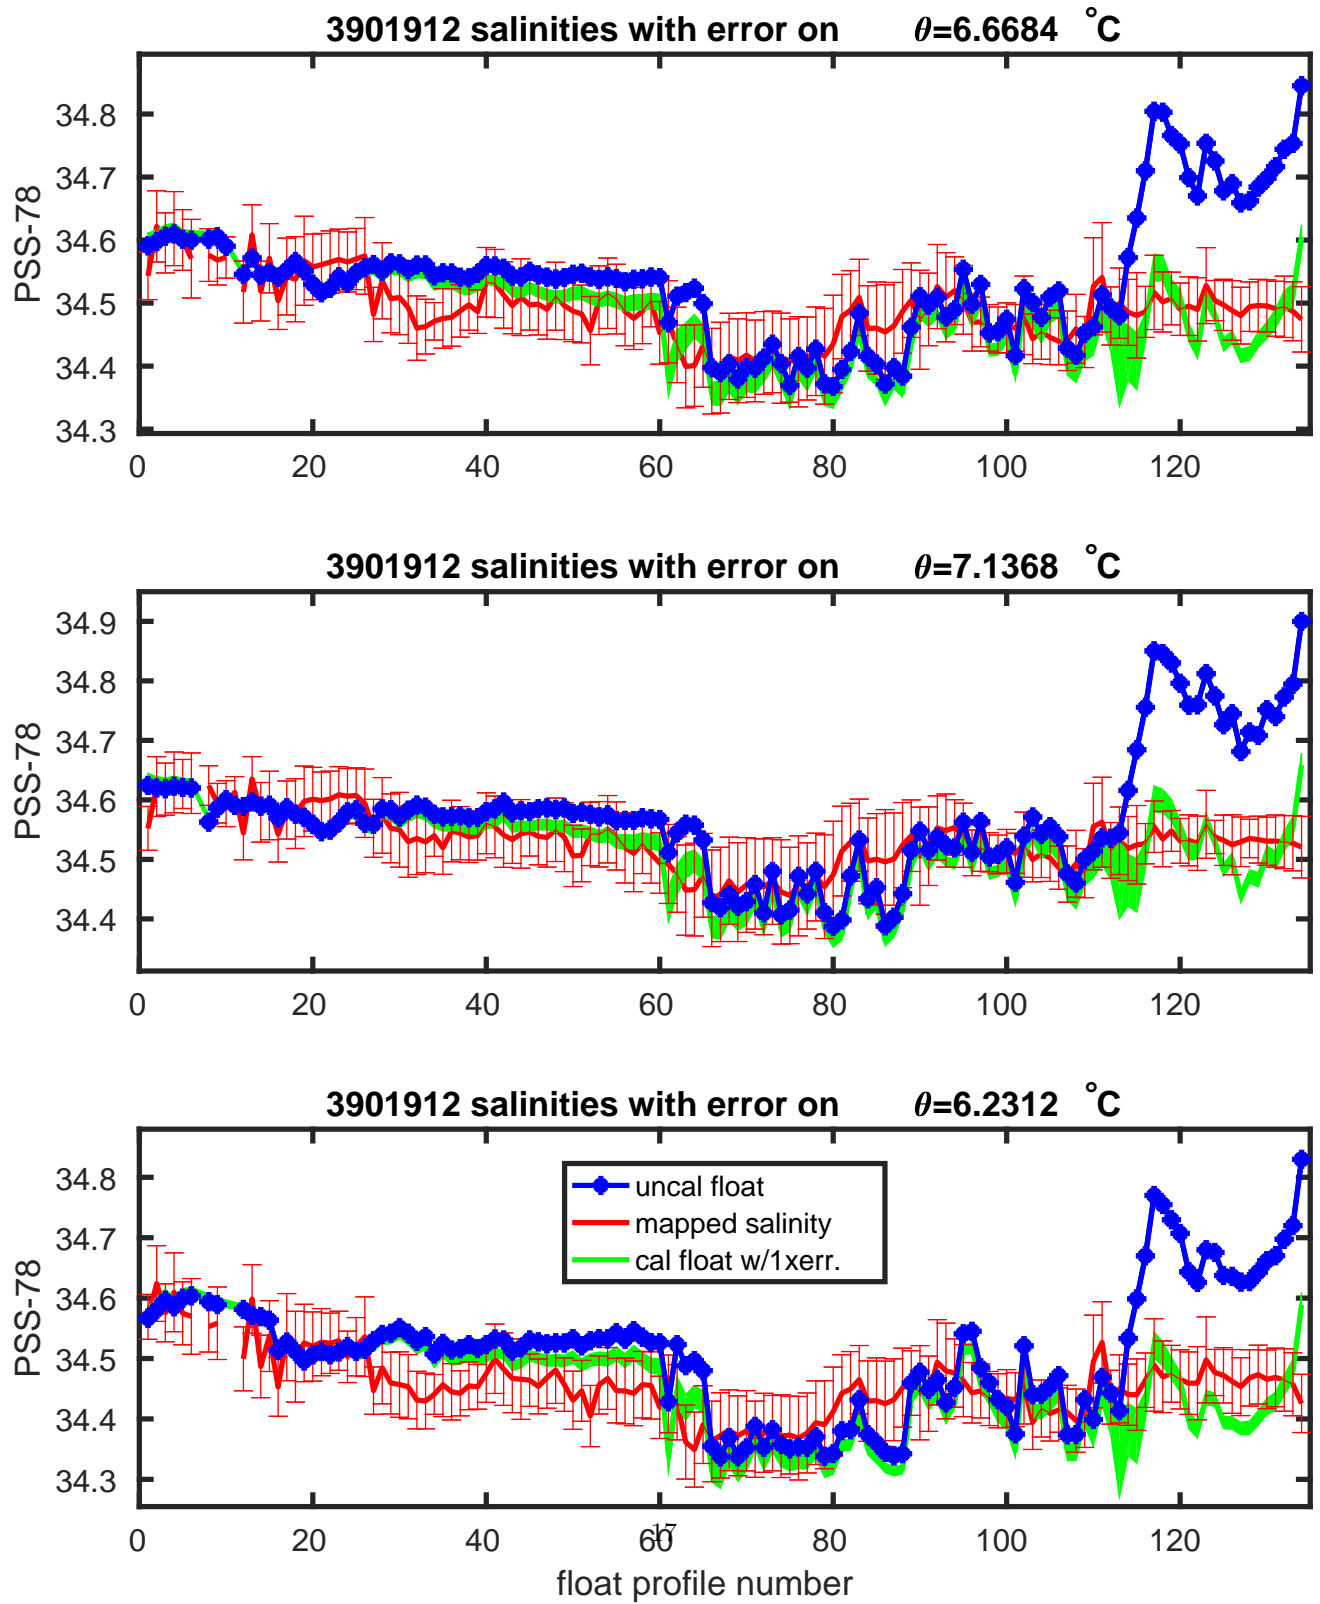 3901912 salinities with error on θ=6.6684 °C
PSS-78
34.8
34.7
34.6
34.5
34.4
34.3
0 20 40 60 80 100 120
3901912 salinities with error on θ=7.1368 °C
PSS-78
34.9
34.8
34.7
34.6
34.5
34.4
0 20 40 60 80 100 120
3901912 salinities with error on θ=6.2312 °C
PSS-78
34.8
34.7
34.6
34.5
34.4
34.3
uncal float
mapped salinity
cal float w/1xerr.
0 20 40 60 80 100 120
17
float profile number